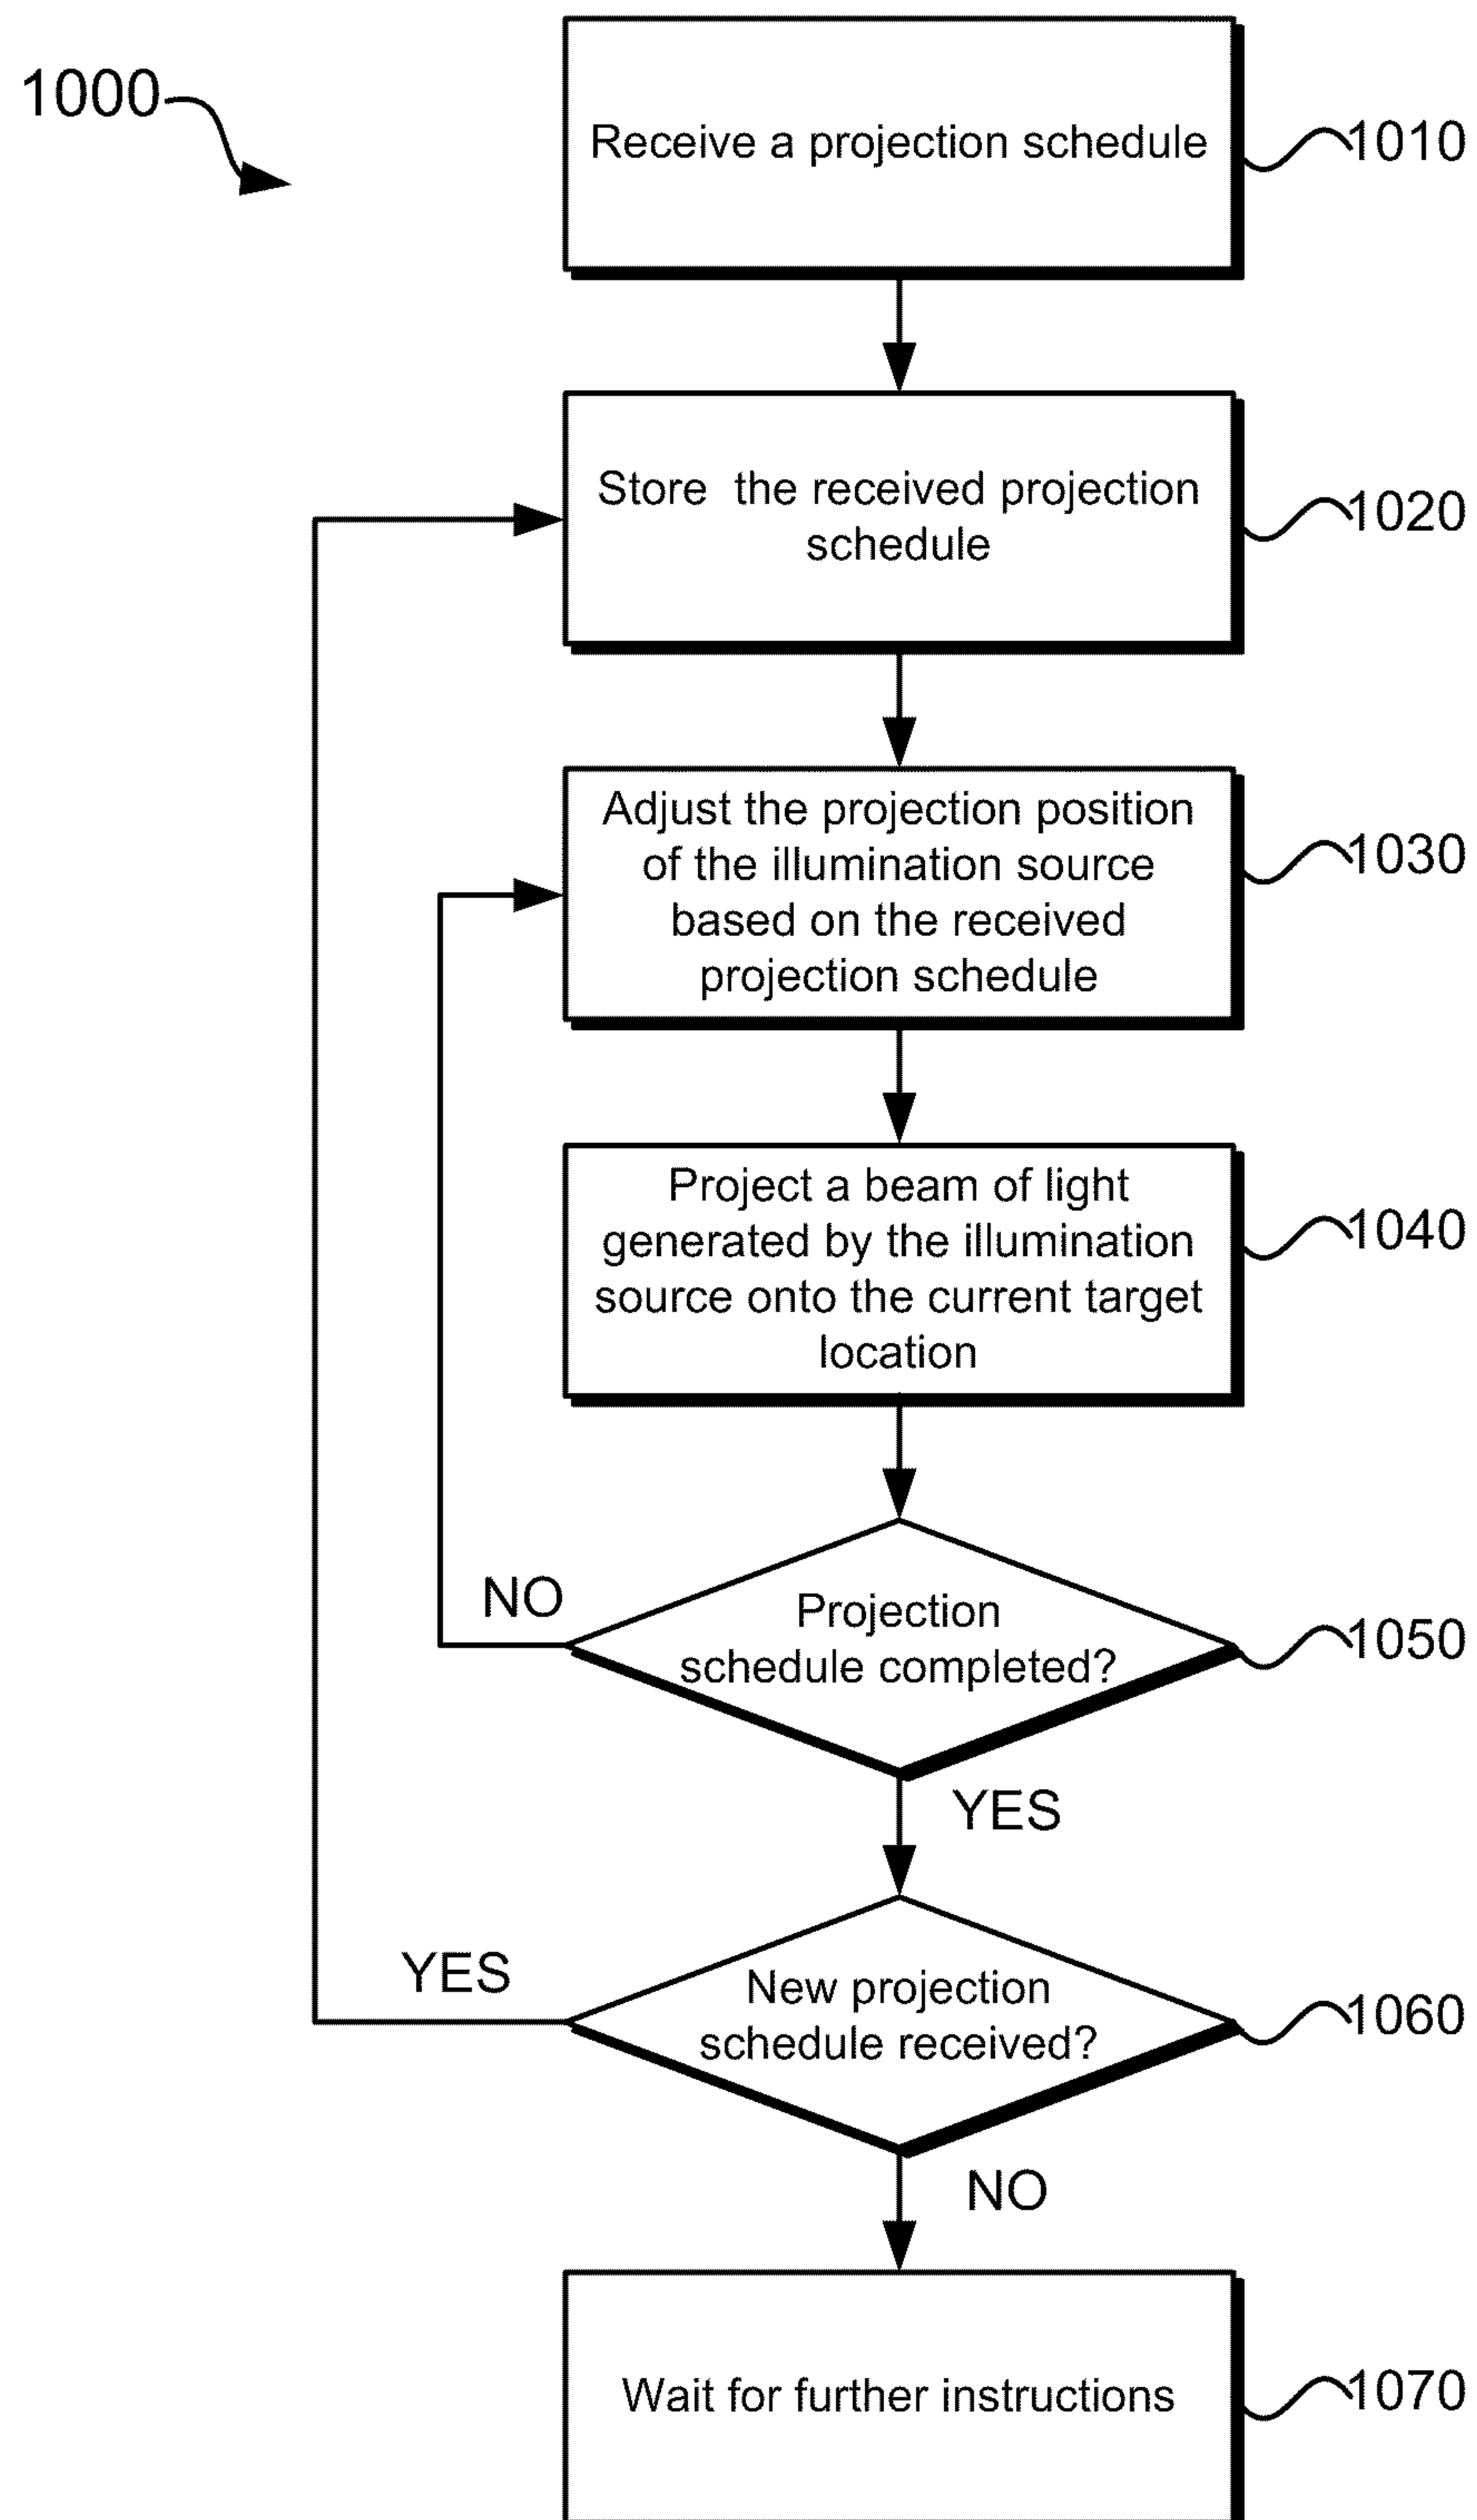 1000
Receive a projection schedule
1010
Store the received projection
schedule
1020
Adjust the projection position
of the illumination source
based on the received
projection schedule
1030
Project a beam of light
generated by the illumination
source onto the current target
location
1040
NO
Projection
schedule completed?
1050
YES
YES
New projection
schedule received?
1060
NO
Wait for further instructions
1070